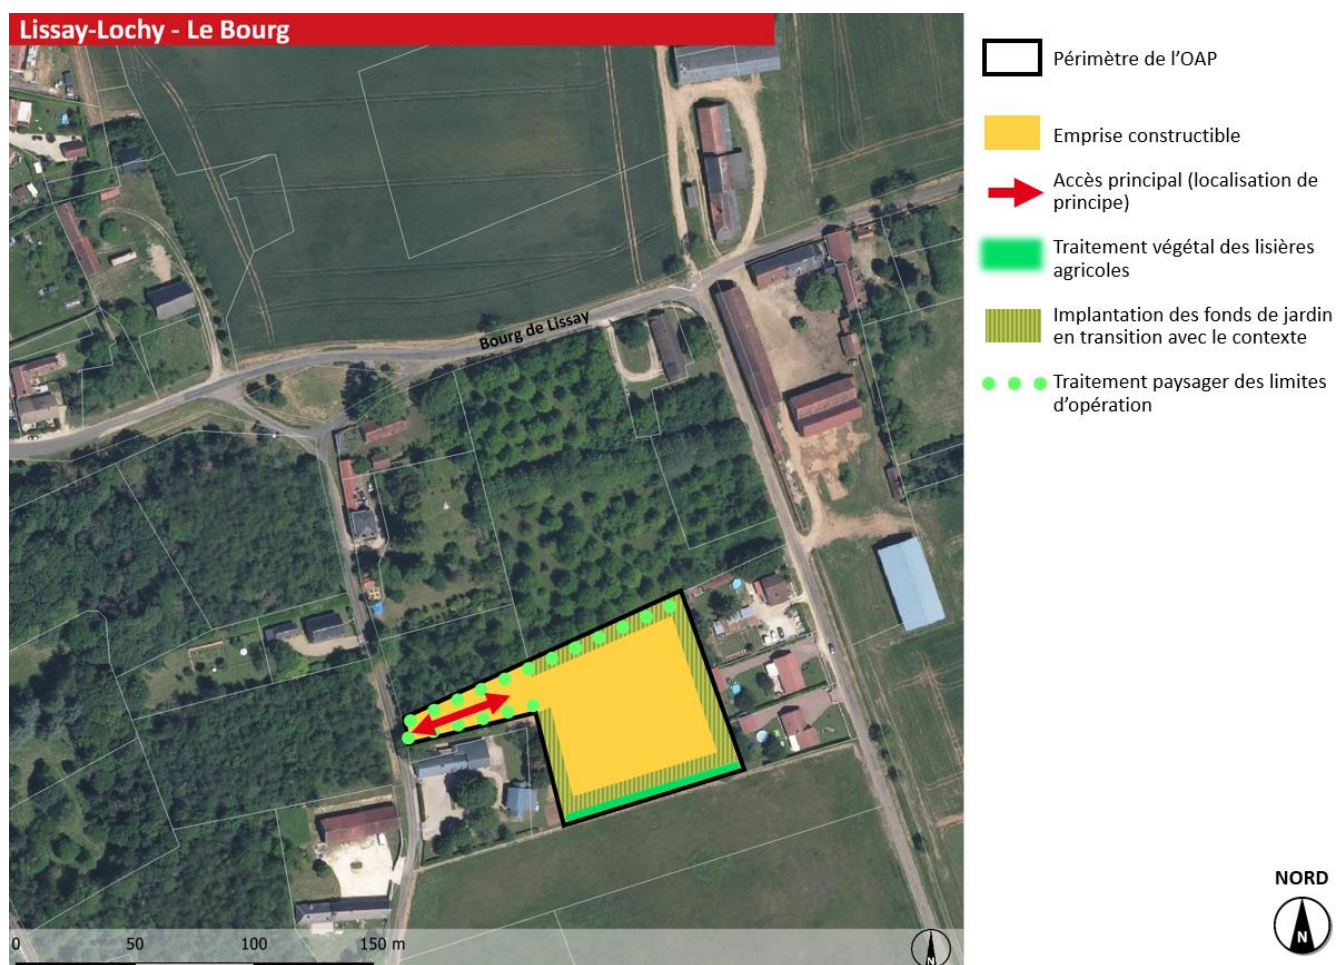 Lissay-Lochy - Le Bourg
Bourg de Lissay
0 50 100 150 m
N
Périmètre de l'OAP
Emprise constructible
Accès principal (localisation de
principe)
Traitement végétal des lisières
agricoles
Implantation des fonds de jardin
en transition avec le contexte
Traitement paysager des limites
d'opération
NORD
N